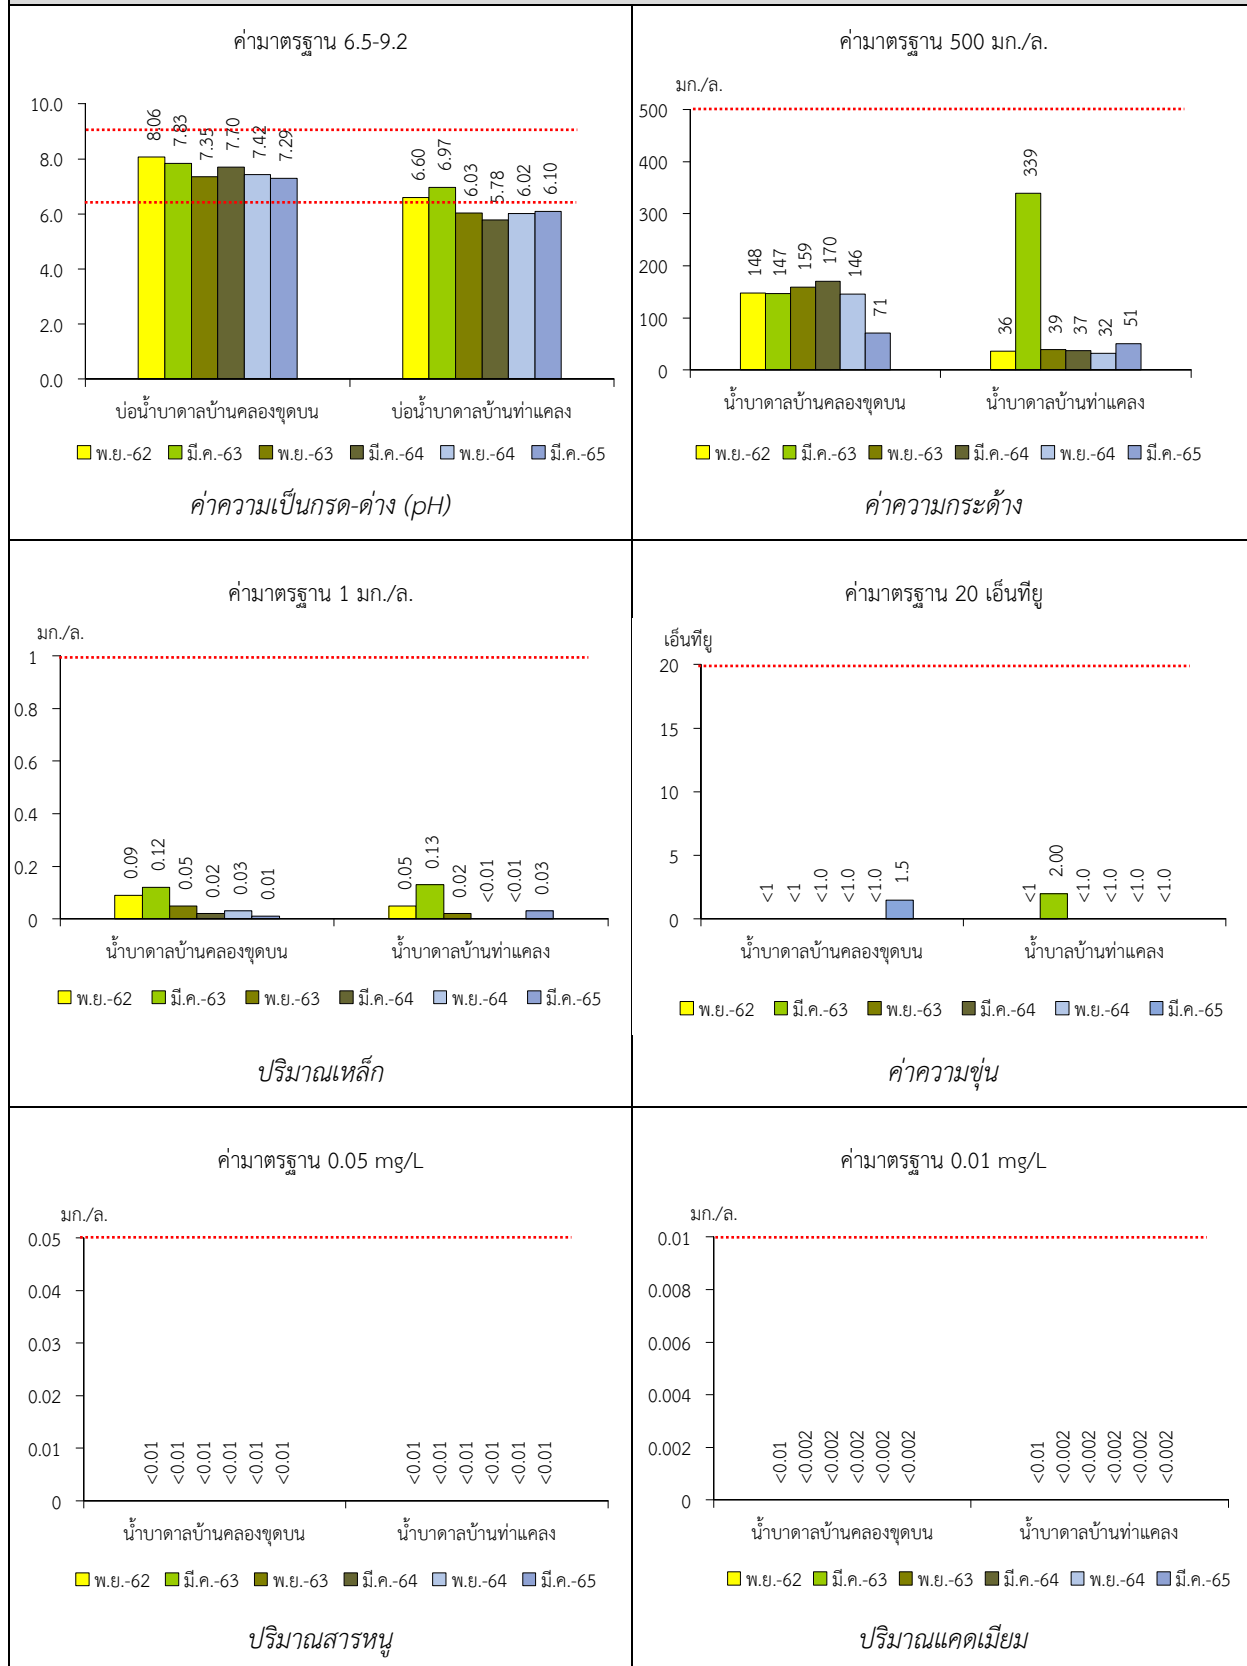 ค่ามาตรฐาน 6.5-9.2
10.0
8.0
6.0
4.0
2.0
0.0
8.06 7.83 7.35 7.70 7.42 7.29
6.60 6.97 6.03 5.78 6.02 6.10
บ่อน้ำบาดาลบ้านคลองขุดบน บ่อน้ำบาดาลบ้านท่าแคลง
พ.ย.-62 มี.ค.-63 พ.ย.-63 มี.ค.-64 พ.ย.-64 มี.ค.-65
ค่าความเป็นกรด-ด่าง (pH)
ค่ามาตรฐาน 500 มก./ล.
มก./ล.
500
400
300
200
100
0
148 147 159 170 146 71
36 339 39 37 32 51
น้ำบาดาลบ้านคลองขุดบน น้ำบาดาลบ้านท่าแคลง
พ.ย.-62 มี.ค.-63 พ.ย.-63 มี.ค.-64 พ.ย.-64 มี.ค.-65
ค่าความกระด้าง
ค่ามาตรฐาน 1 มก./ล.
มก./ล.
1
0.8
0.6
0.4
0.2
0
0.09 0.12 0.05 0.02 0.03 0.01
0.05 0.13 0.02 <0.01 <0.01 0.03
น้ำบาดาลบ้านคลองขุดบน น้ำบาดาลบ้านท่าแคลง
พ.ย.-62 มี.ค.-63 พ.ย.-63 มี.ค.-64 พ.ย.-64 มี.ค.-65
ปริมาณเหล็ก
ค่ามาตรฐาน 20 เอ็นทียู
เอ็นทียู
20
15
10
5
0
<1 <1 <1.0 <1.0 <1.0 1.5
<1 2.00 <1.0 <1.0 <1.0 <1.0
น้ำบาดาลบ้านคลองขุดบน น้ำบาลบ้านท่าแคลง
พ.ย.-62 มี.ค.-63 พ.ย.-63 มี.ค.-64 พ.ย.-64 มี.ค.-65
ค่าความขุ่น
ค่ามาตรฐาน 0.05 mg/L
มก./ล.
0.05
0.04
0.03
0.02
0.01
0
<0.01 <0.01 <0.01 <0.01 <0.01 <0.01
<0.01 <0.01 <0.01 <0.01 <0.01 <0.01
น้ำบาดาลบ้านคลองขุดบน น้ำบาดาลบ้านท่าแคลง
พ.ย.-62 มี.ค.-63 พ.ย.-63 มี.ค.-64 พ.ย.-64 มี.ค.-65
ปริมาณสารหนู
ค่ามาตรฐาน 0.01 mg/L
มก./ล.
0.01
0.008
0.006
0.004
0.002
0
<0.01 <0.002 <0.002 <0.002 <0.002 <0.002
<0.01 <0.002 <0.002 <0.002 <0.002 <0.002
น้ำบาดาลบ้านคลองขุดบน น้ำบาดาลบ้านท่าแคลง
พ.ย.-62 มี.ค.-63 พ.ย.-63 มี.ค.-64 พ.ย.-64 มี.ค.-65
ปริมาณแคดเมียม